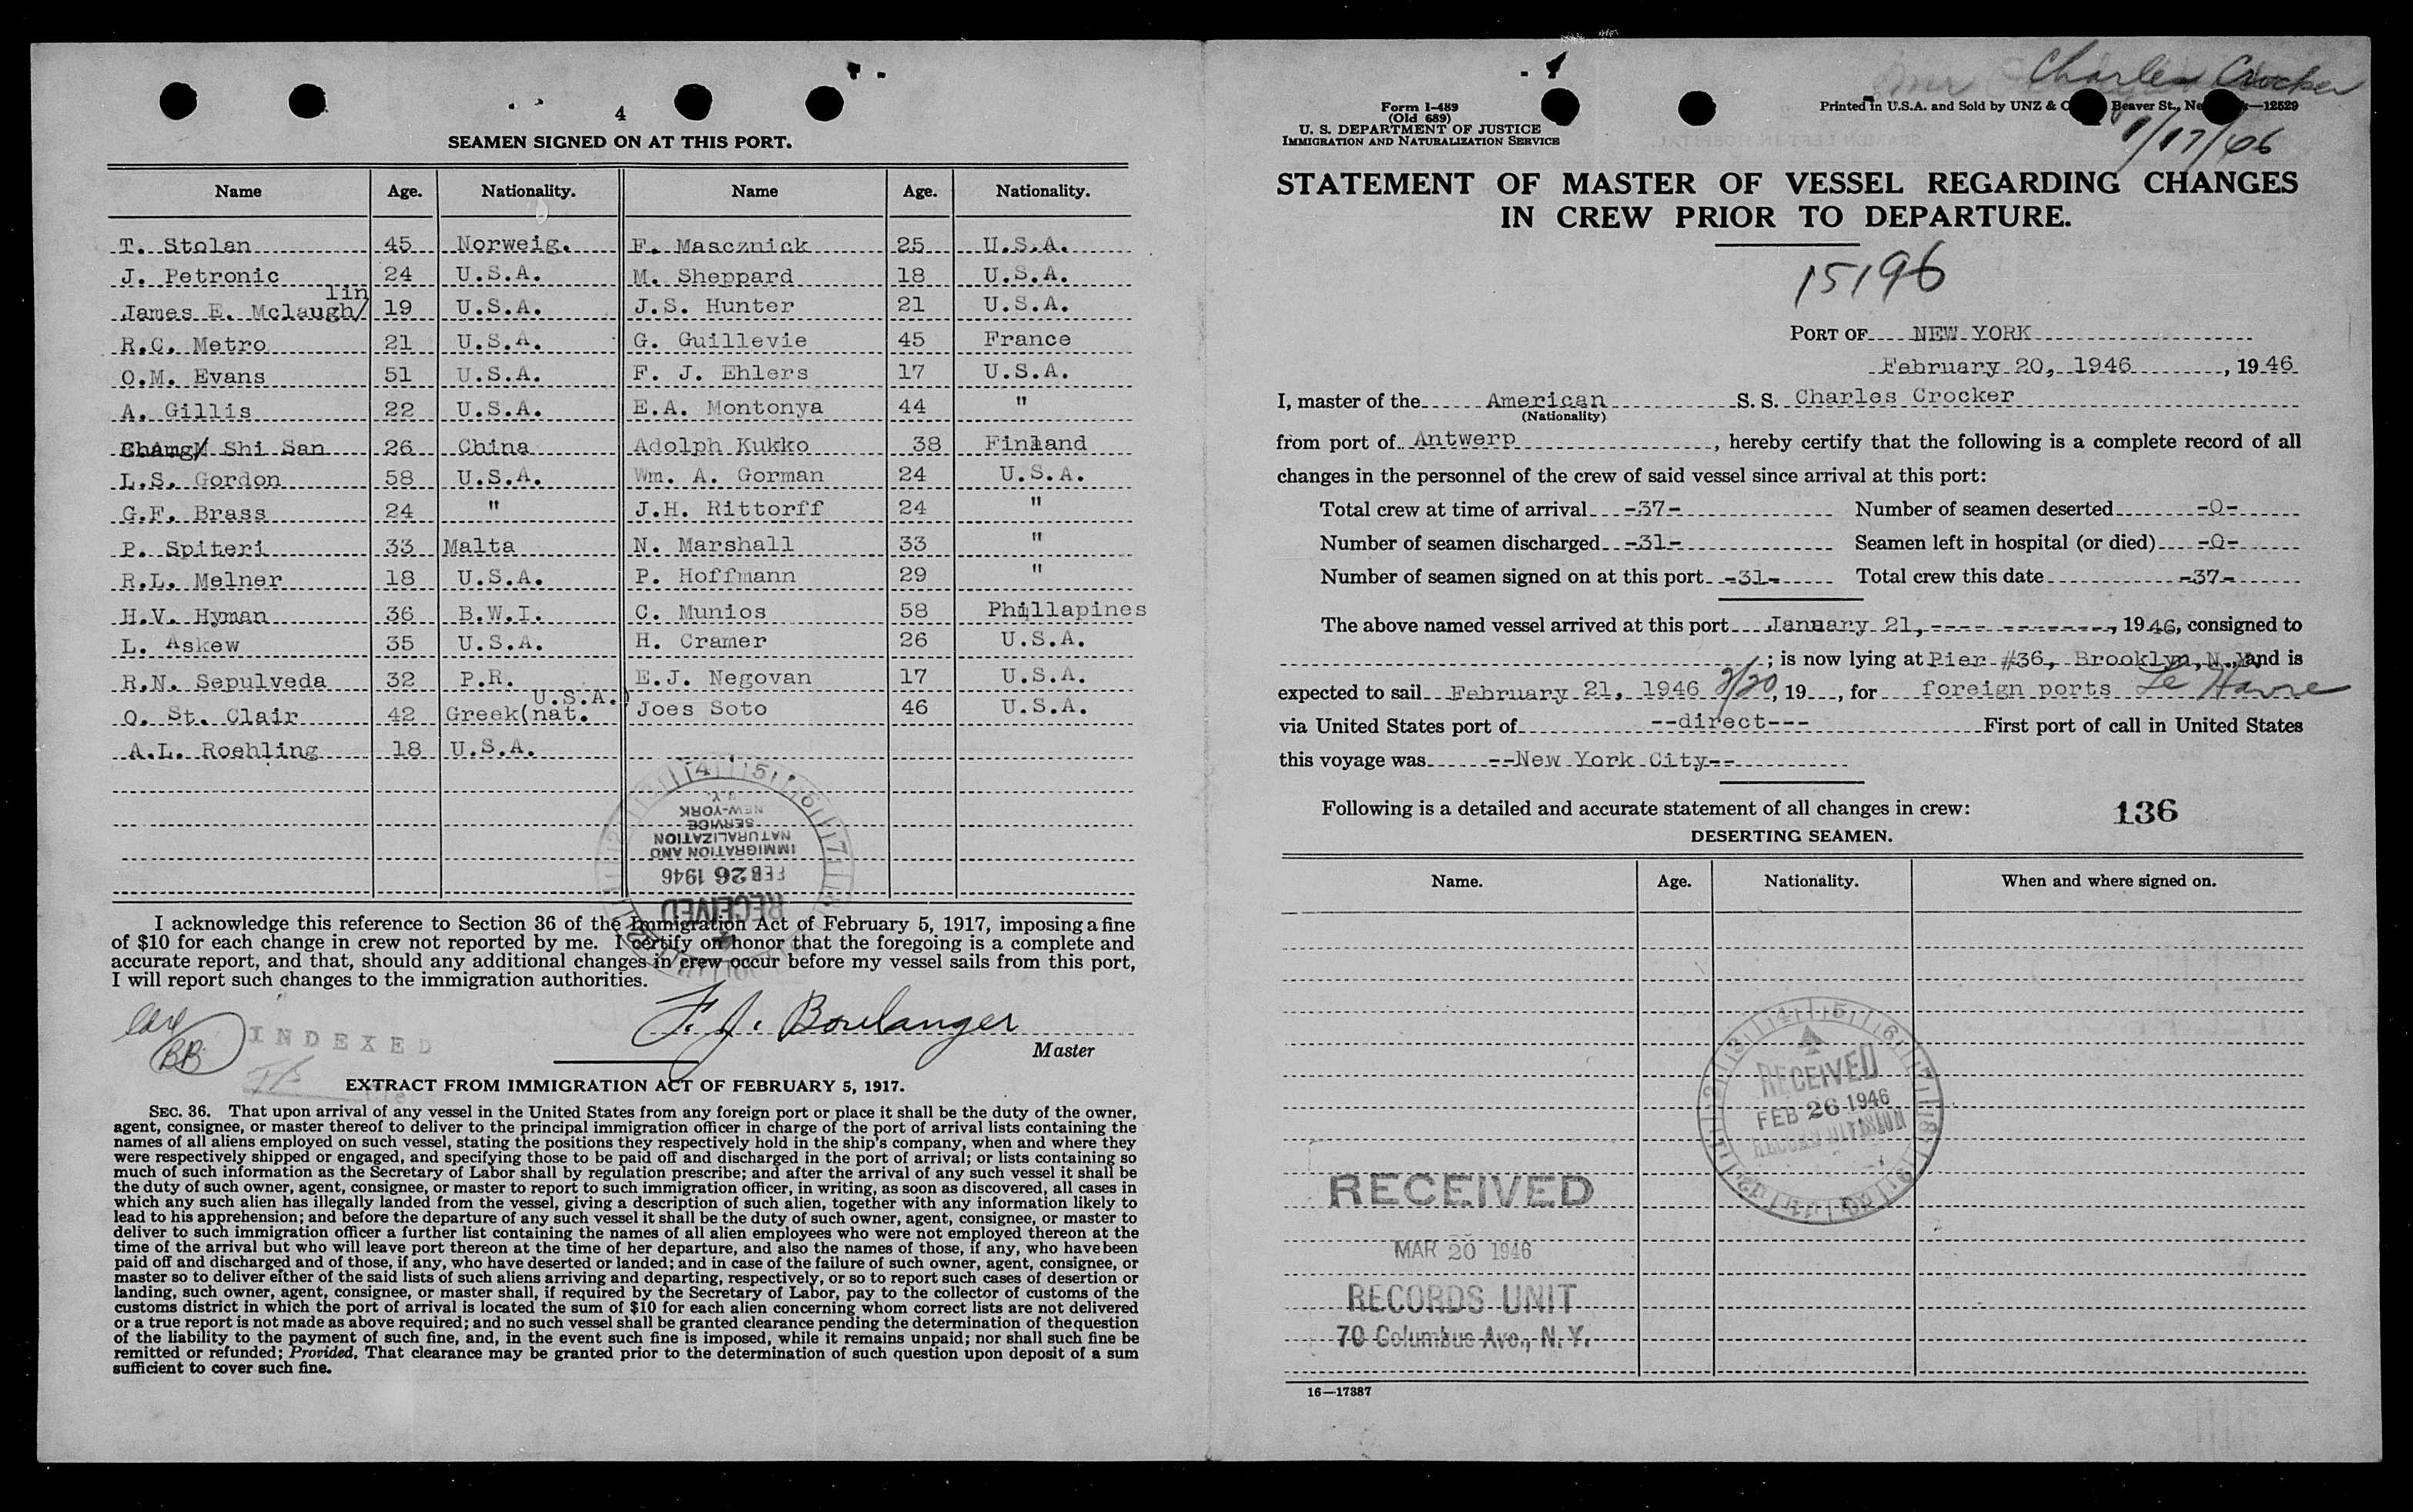 4
SEAMEN SIGNED ON AT THIS PORT.
Name Age. Nationality. Name Age. Nationality.
T. Stolan 45 Norweig. F. Mascznick 25 U.S.A.
J. Petronic 24 U.S.A. M. Sheppard 18 U.S.A.
lin
James E. Mclaugh/ 19 U.S.A. J.S. Hunter 21 U.S.A.
R.C. Metro 21 U.S.A. G. Guillevie 45 France
O.M. Evans 51 U.S.A. F. J. Ehlers 17 U.S.A.
A. Gillis 22 U.S.A. E.A. Montonya 44 "
Shi San 26 China Adolph Kukko 38 Finland
L.S. Gordon 58 U.S.A. Wm. A. Gorman 24 U.S.A.
G.F. Brass 24 " J.H. Rittorff 24 "
P. Spiteri 33 Malta N. Marshall 33 "
R.L. Melner 18 U.S.A. P. Hoffmann 29 "
H.V. Hyman 36 B.W.I. C. Munios 58 Phillapines
L. Askew 35 U.S.A. H. Cramer 26 U.S.A.
R.N. Sepulveda 32 P.R. E.J. Negovan 17 U.S.A.
U.S.A.)
O. St. Clair 42 Greek(nat. Joes Soto 46 U.S.A.
A.L. Roehling 18 U.S.A.
RECEIVED
FEB 26 1946
IMMIGRATION AND
NATURALIZATION
SERVICE
NEW-YORK
N.Y.
I acknowledge this reference to Section 36 of the Immigration Act of February 5, 1917, imposing a fine
of $10 for each change in crew not reported by me. I certify on honor that the foregoing is a complete and
accurate report, and that, should any additional changes in crew occur before my vessel sails from this port,
I will report such changes to the immigration authorities.
F. J. Boulanger
Master
BB
INDEXED
EXTRACT FROM IMMIGRATION ACT OF FEBRUARY 5, 1917.
SEC. 36. That upon arrival of any vessel in the United States from any foreign port or place it shall be the duty of the owner,
agent, consignee, or master thereof to deliver to the principal immigration officer in charge of the port of arrival lists containing the
names of all aliens employed on such vessel, stating the positions they respectively hold in the ship's company, when and where they
were respectively shipped or engaged, and specifying those to be paid off and discharged in the port of arrival; or lists containing so
much of such information as the Secretary of Labor shall by regulation prescribe; and after the arrival of any such vessel it shall be
the duty of such owner, agent, consignee, or master to report to such immigration officer, in writing, as soon as discovered, all cases in
which any such alien has illegally landed from the vessel, giving a description of such alien, together with any information likely to
lead to his apprehension; and before the departure of any such vessel it shall be the duty of such owner, agent, consignee, or master to
deliver to such immigration officer a further list containing the names of all alien employees who were not employed thereon at the
time of the arrival but who will leave port thereon at the time of her departure, and also the names of those, if any, who have been
paid off and discharged and of those, if any, who have deserted or landed; and in case of the failure of such owner, agent, consignee, or
master so to deliver either of the said lists of such aliens arriving and departing, respectively, or so to report such cases of desertion or
landing, such owner, agent, consignee, or master shall, if required by the Secretary of Labor, pay to the collector of customs of the
customs district in which the port of arrival is located the sum of $10 for each alien concerning whom correct lists are not delivered
or a true report is not made as above required; and no such vessel shall be granted clearance pending the determination of the question
of the liability to the payment of such fine, and, in the event such fine is imposed, while it remains unpaid; nor shall such fine be
remitted or refunded; Provided, That clearance may be granted prior to the determination of such question upon deposit of a sum
sufficient to cover such fine.
Charles Crocker
Form I-489
(Old 689)
U. S. DEPARTMENT OF JUSTICE
IMMIGRATION AND NATURALIZATION SERVICE
Printed in U.S.A. and Sold by UNZ & C Beaver St., Ne —12529
1/17/46
STATEMENT OF MASTER OF VESSEL REGARDING CHANGES
IN CREW PRIOR TO DEPARTURE.
15196
PORT OF NEW YORK
February 20, 1946, 1946
I, master of the American S. S. Charles Crocker
(Nationality)
from port of Antwerp, hereby certify that the following is a complete record of all
changes in the personnel of the crew of said vessel since arrival at this port:
Total crew at time of arrival -37- Number of seamen deserted -0-
Number of seamen discharged -31- Seamen left in hospital (or died) -0-
Number of seamen signed on at this port -31- Total crew this date -37-
The above named vessel arrived at this port January 21, ---- --------, 1946, consigned to
; is now lying at Pier #36, Brooklyn, N.Y. and is
expected to sail February 21, 1946 2/20, 19 , for foreign ports Le Havre
via United States port of --direct--- First port of call in United States
this voyage was --New York City--
Following is a detailed and accurate statement of all changes in crew: 136
DESERTING SEAMEN.
Name. Age. Nationality. When and where signed on.
RECEIVED
FEB 26 1946
RECORD DIVISION
RECEIVED
MAR 20 1946
RECORDS UNIT
70 Columbus Ave., N. Y.
16—17387